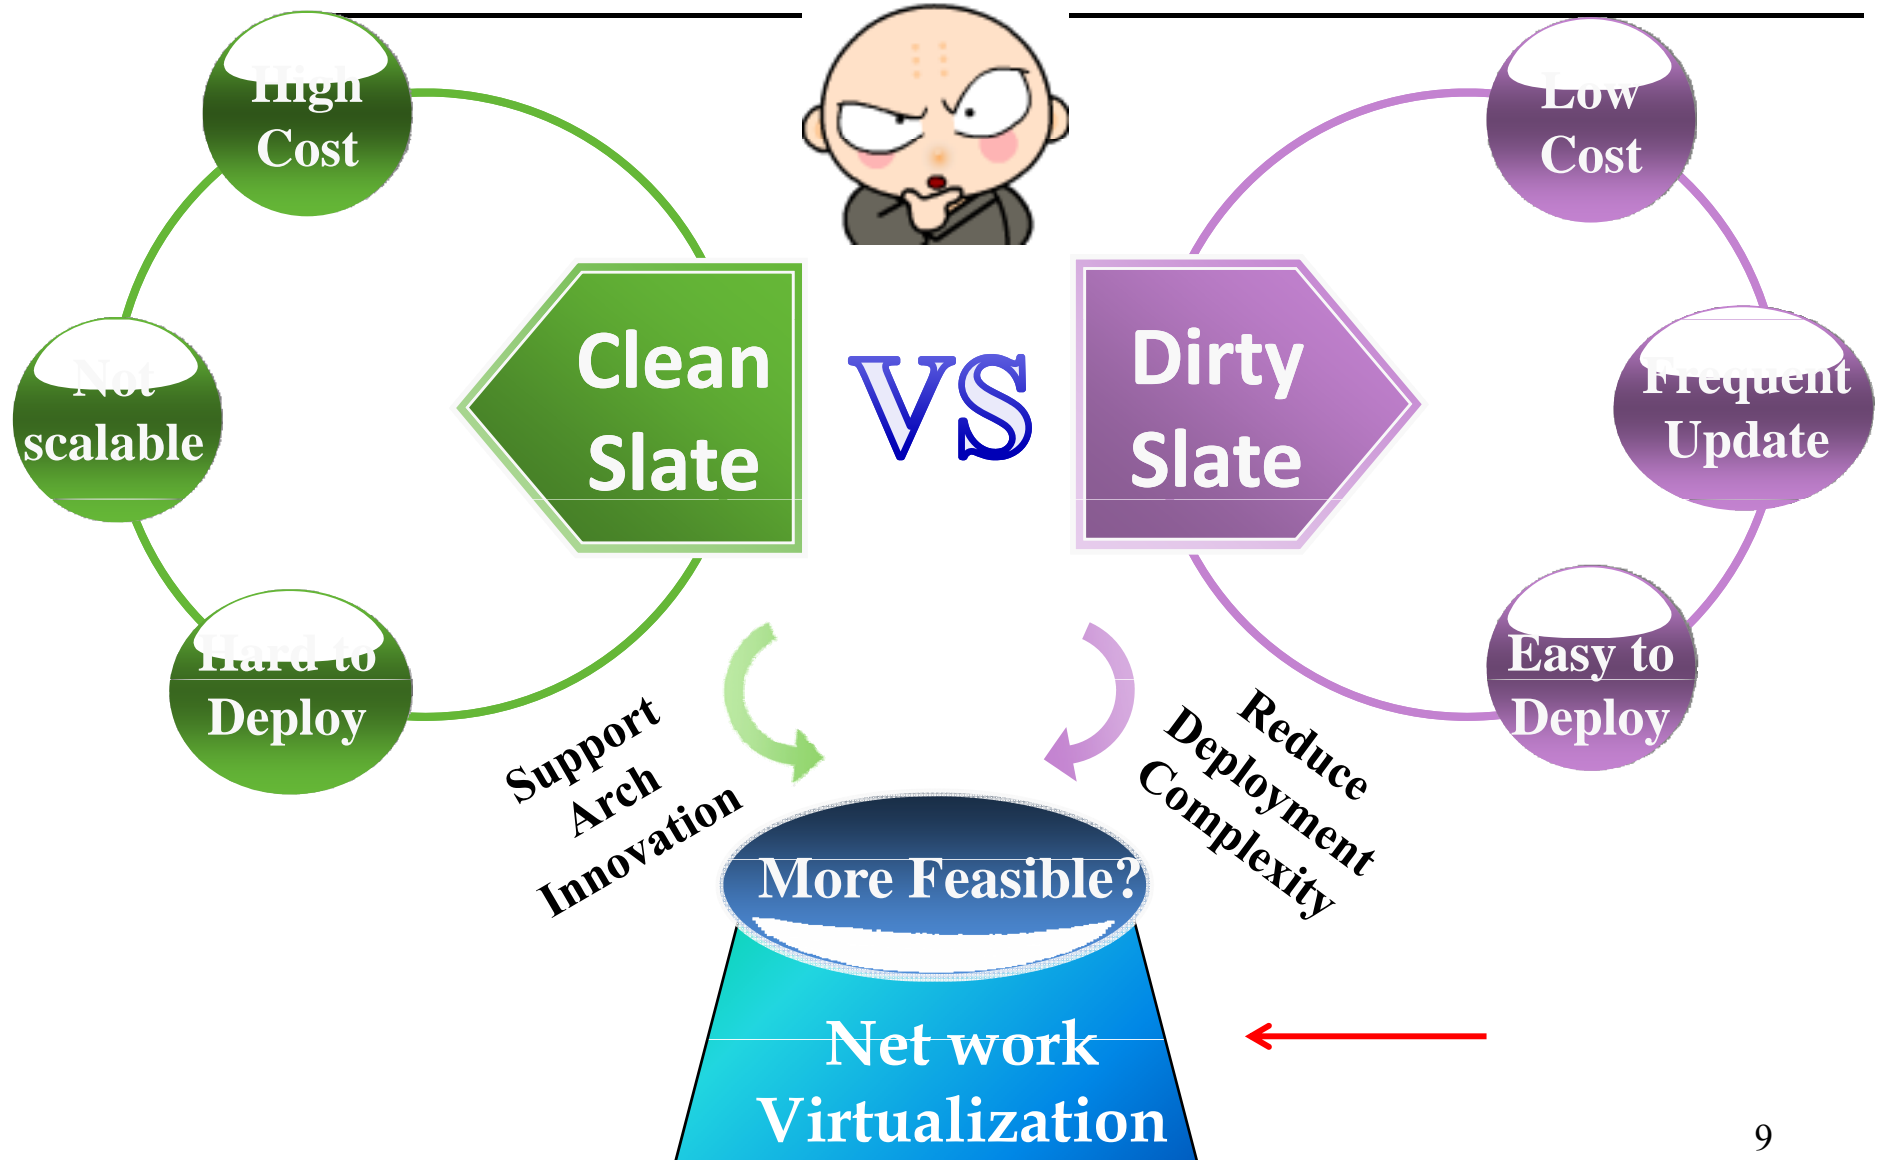 High
Cost
Not
scalable
Hard to
Deploy
Clean
Slate
VS
Dirty
Slate
Low
Cost
Frequent
Update
Easy to
Deploy
Support
Arch
Innovation
Reduce
Deployment
Complexity
More Feasible?
Net work
Virtualization
9